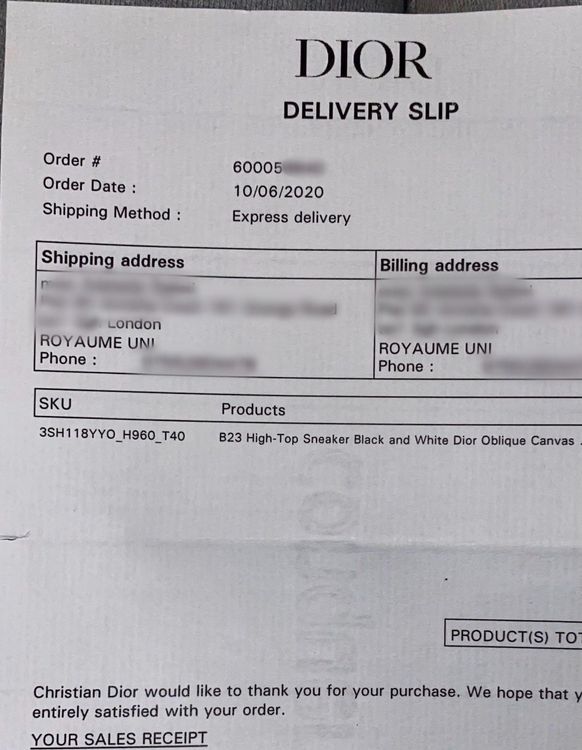 DIOR
DELIVERY SLIP
Order # 60005
Order Date : 10/06/2020
Shipping Method : Express delivery
Shipping address Billing address
London
ROYAUME UNI ROYAUME UNI
Phone : Phone :
SKU Products
3SH118YYO_H960_T40 B23 High-Top Sneaker Black and White Dior Oblique Canvas
PRODUCT(S) TOT
Christian Dior would like to thank you for your purchase. We hope that y
entirely satisfied with your order.
YOUR SALES RECEIPT